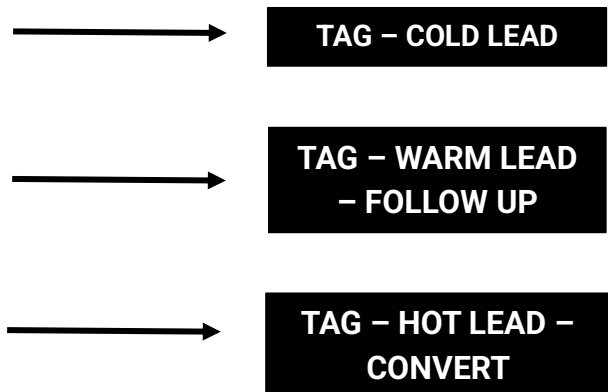 TAG – COLD LEAD
TAG – WARM LEAD
– FOLLOW UP
TAG – HOT LEAD –
CONVERT